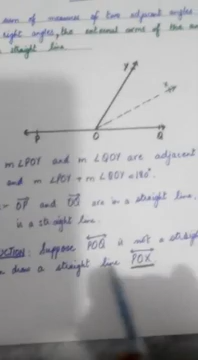 sum of measures of two adjacent angles
right angles, the external arms of the an
straight line.
Y
X
P
O
Q
m∠POY and m∠QOY are adjacent
and m∠POY + m∠QOY = 180°.
OP and OQ are in a straight line.
is a straight line.
Suppose POQ is not a straigh
draw a straight line POX.